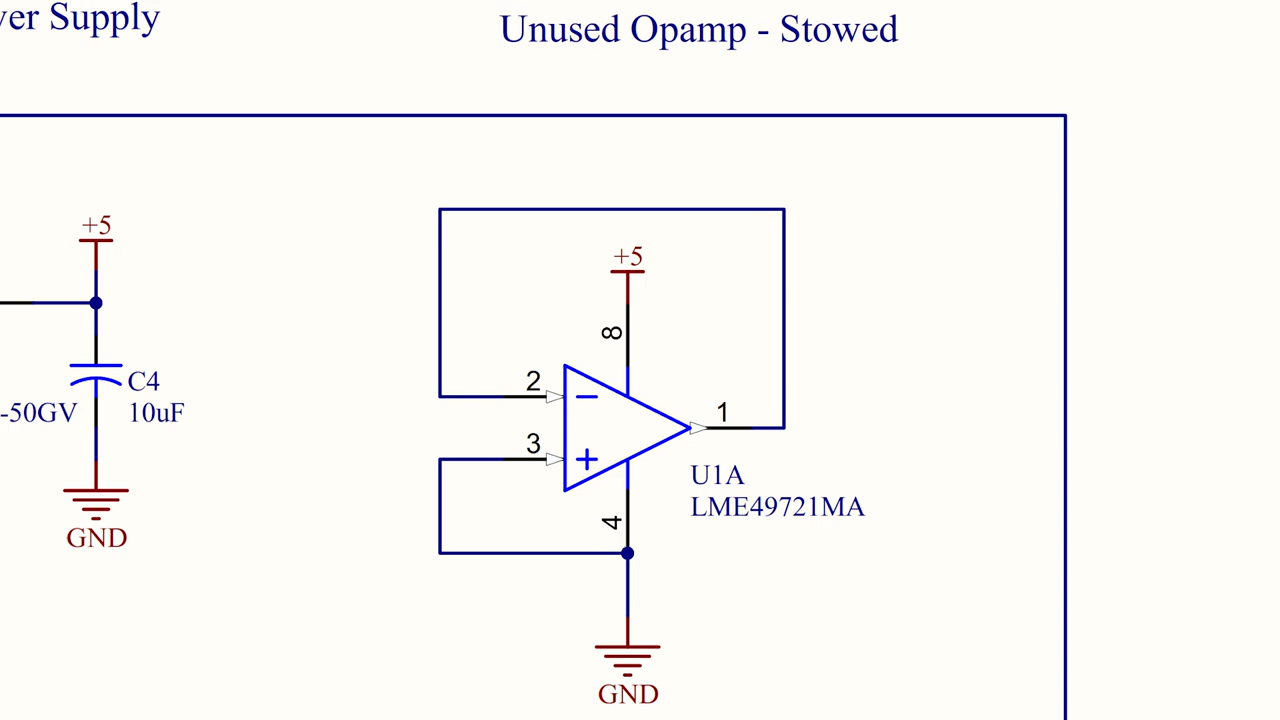 ver Supply
Unused Opamp - Stowed
+5
+5
8
2
C4
-50GV
10uF
1
3
U1A
LME49721MA
4
GND
GND